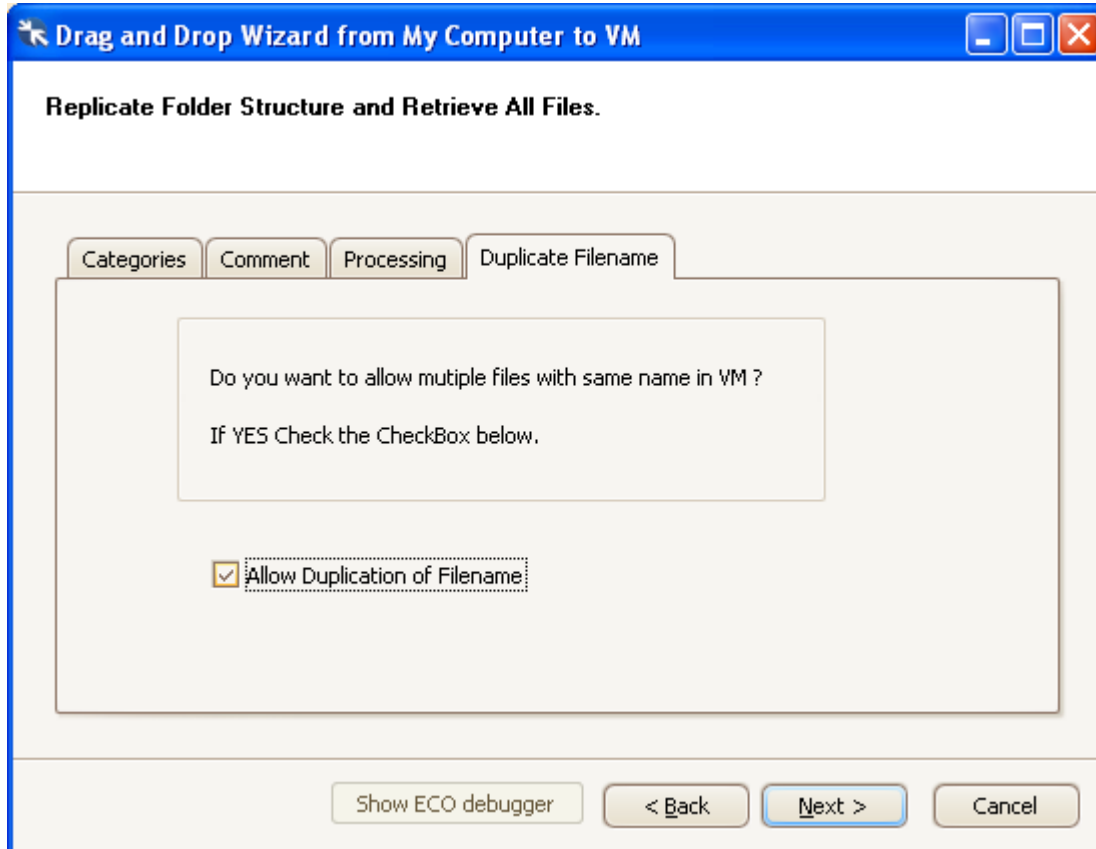 Drag and Drop Wizard from My Computer to VM
Replicate Folder Structure and Retrieve All Files.
Categories Comment Processing Duplicate Filename
Do you want to allow mutiple files with same name in VM ?
If YES Check the CheckBox below.
Allow Duplication of Filename
Show ECO debugger < Back Next > Cancel